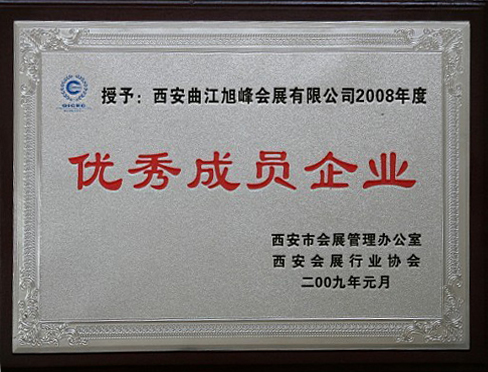 授予：西安曲江旭峰会展有限公司2008年度
优秀成员企业
西安市会展管理办公室
西安会展行业协会
二00九年元月